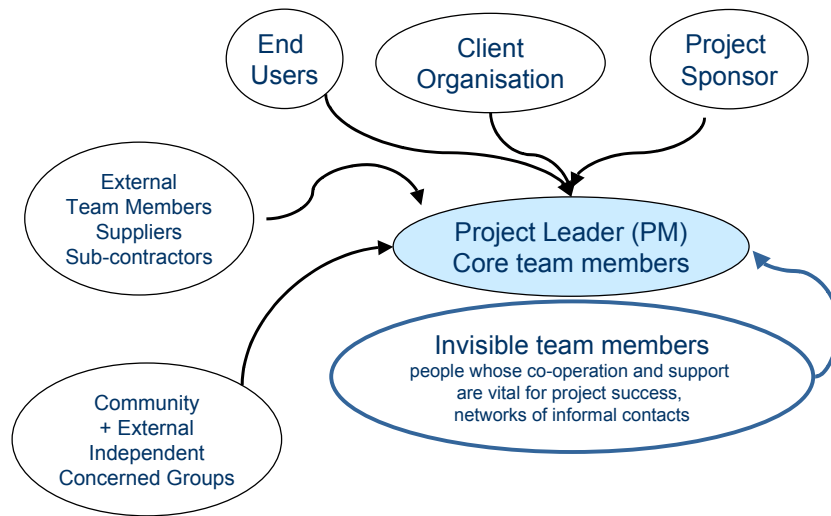 End
Users
Client
Organisation
Project
Sponsor
External
Team Members
Suppliers
Sub-contractors
Project Leader (PM)
Core team members
Invisible team members
people whose co-operation and support
are vital for project success,
networks of informal contacts
Community
+ External
Independent
Concerned Groups